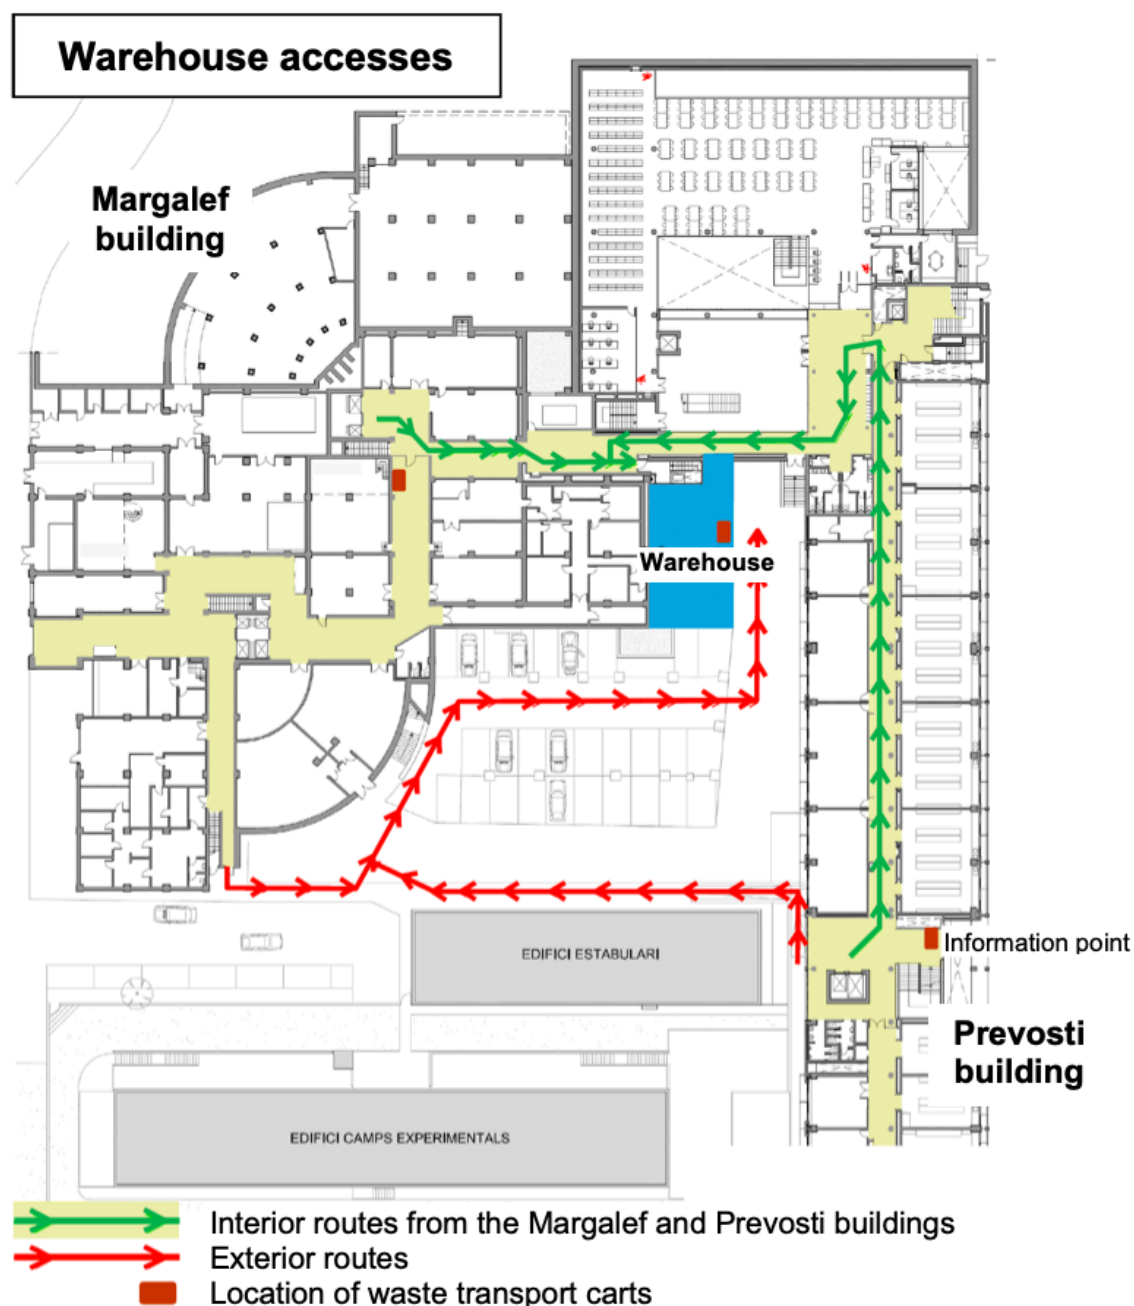 Warehouse accesses
Margalef
building
Warehouse
Information point
EDIFICI ESTABULARI
Prevosti
building
EDIFICI CAMPS EXPERIMENTALS
Interior routes from the Margalef and Prevosti buildings
Exterior routes
Location of waste transport carts